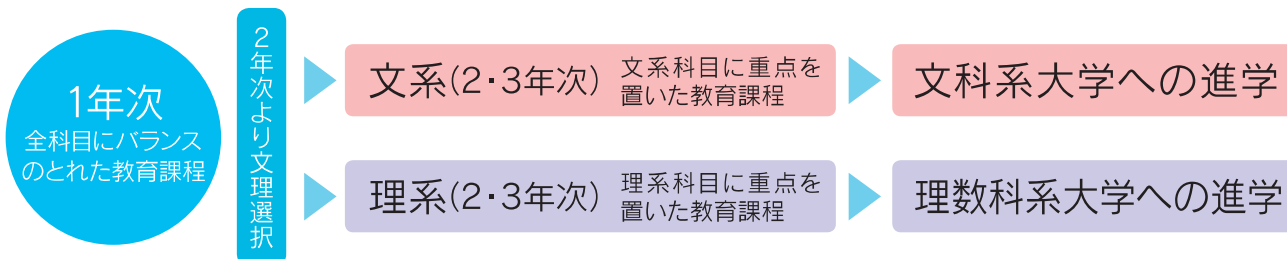 1年次
全科目にバランス
のとれた教育課程
2年次より文理選択
文系(2・3年次)
文系科目に重点を
置いた教育課程
文科系大学への進学
理系(2・3年次)
理系科目に重点を
置いた教育課程
理数科系大学への進学